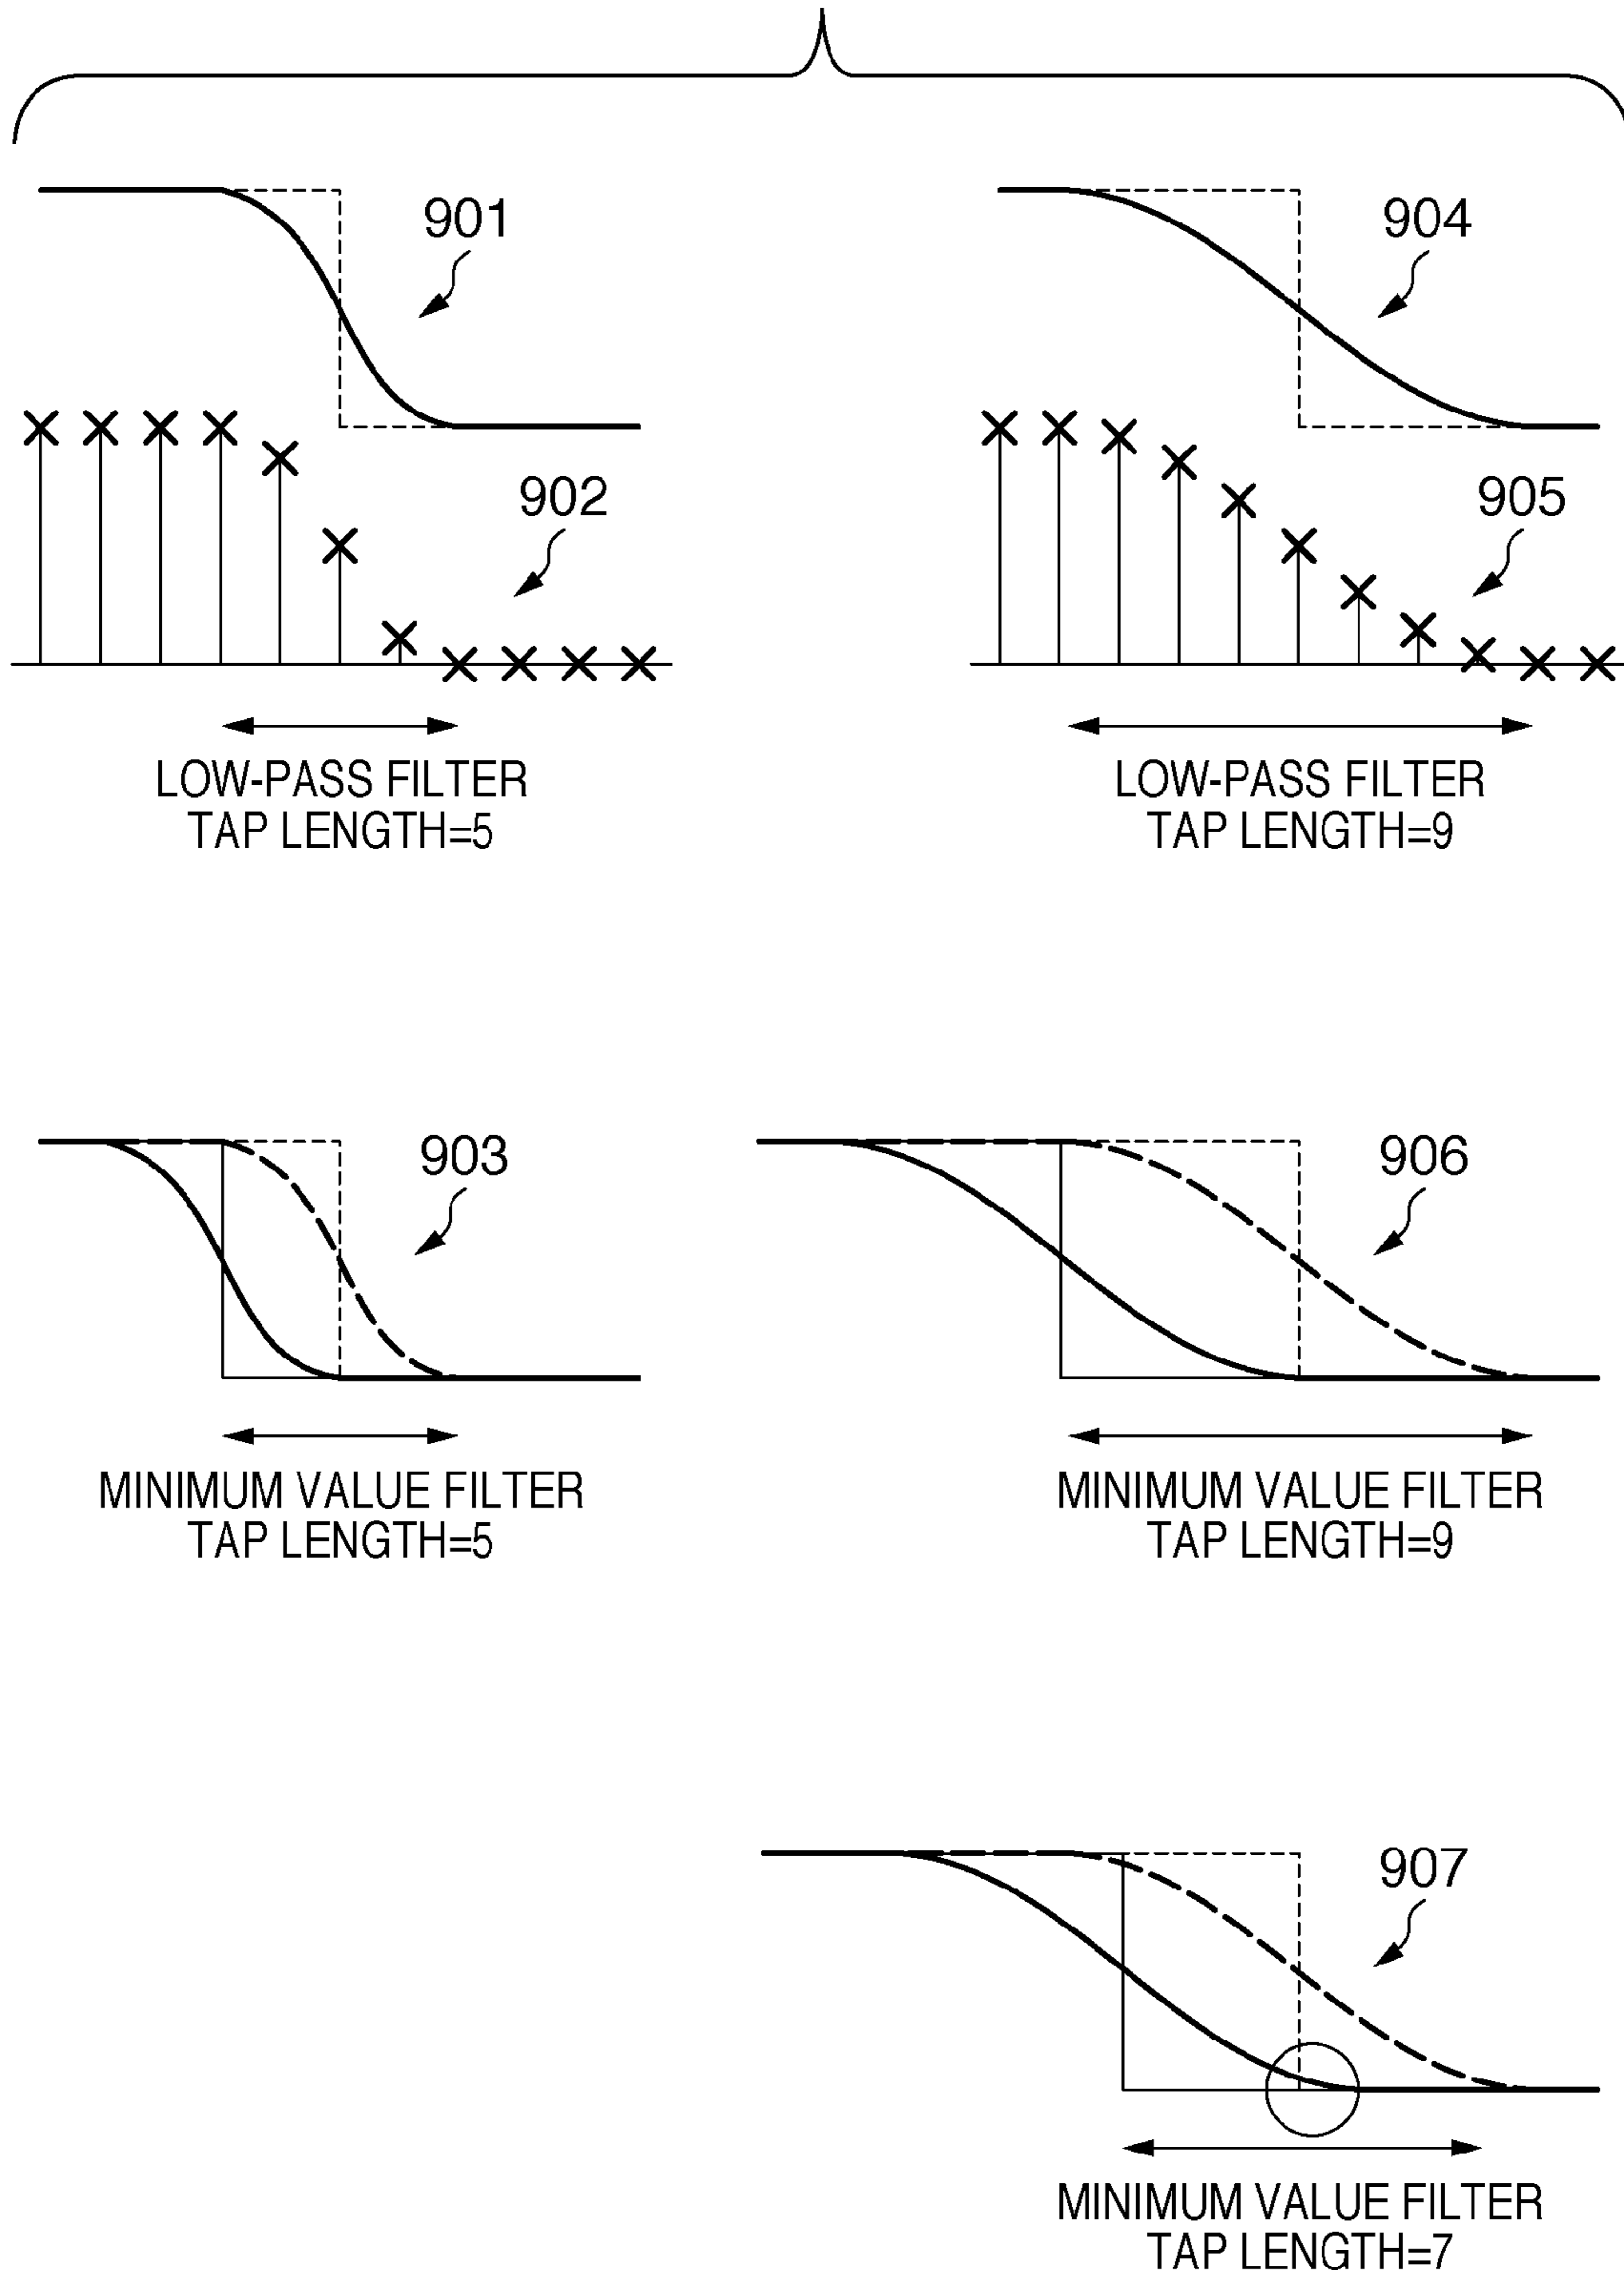 901
904
902
905
LOW-PASS FILTER
TAP LENGTH=5
LOW-PASS FILTER
TAP LENGTH=9
903
906
MINIMUM VALUE FILTER
TAP LENGTH=5
MINIMUM VALUE FILTER
TAP LENGTH=9
907
MINIMUM VALUE FILTER
TAP LENGTH=7